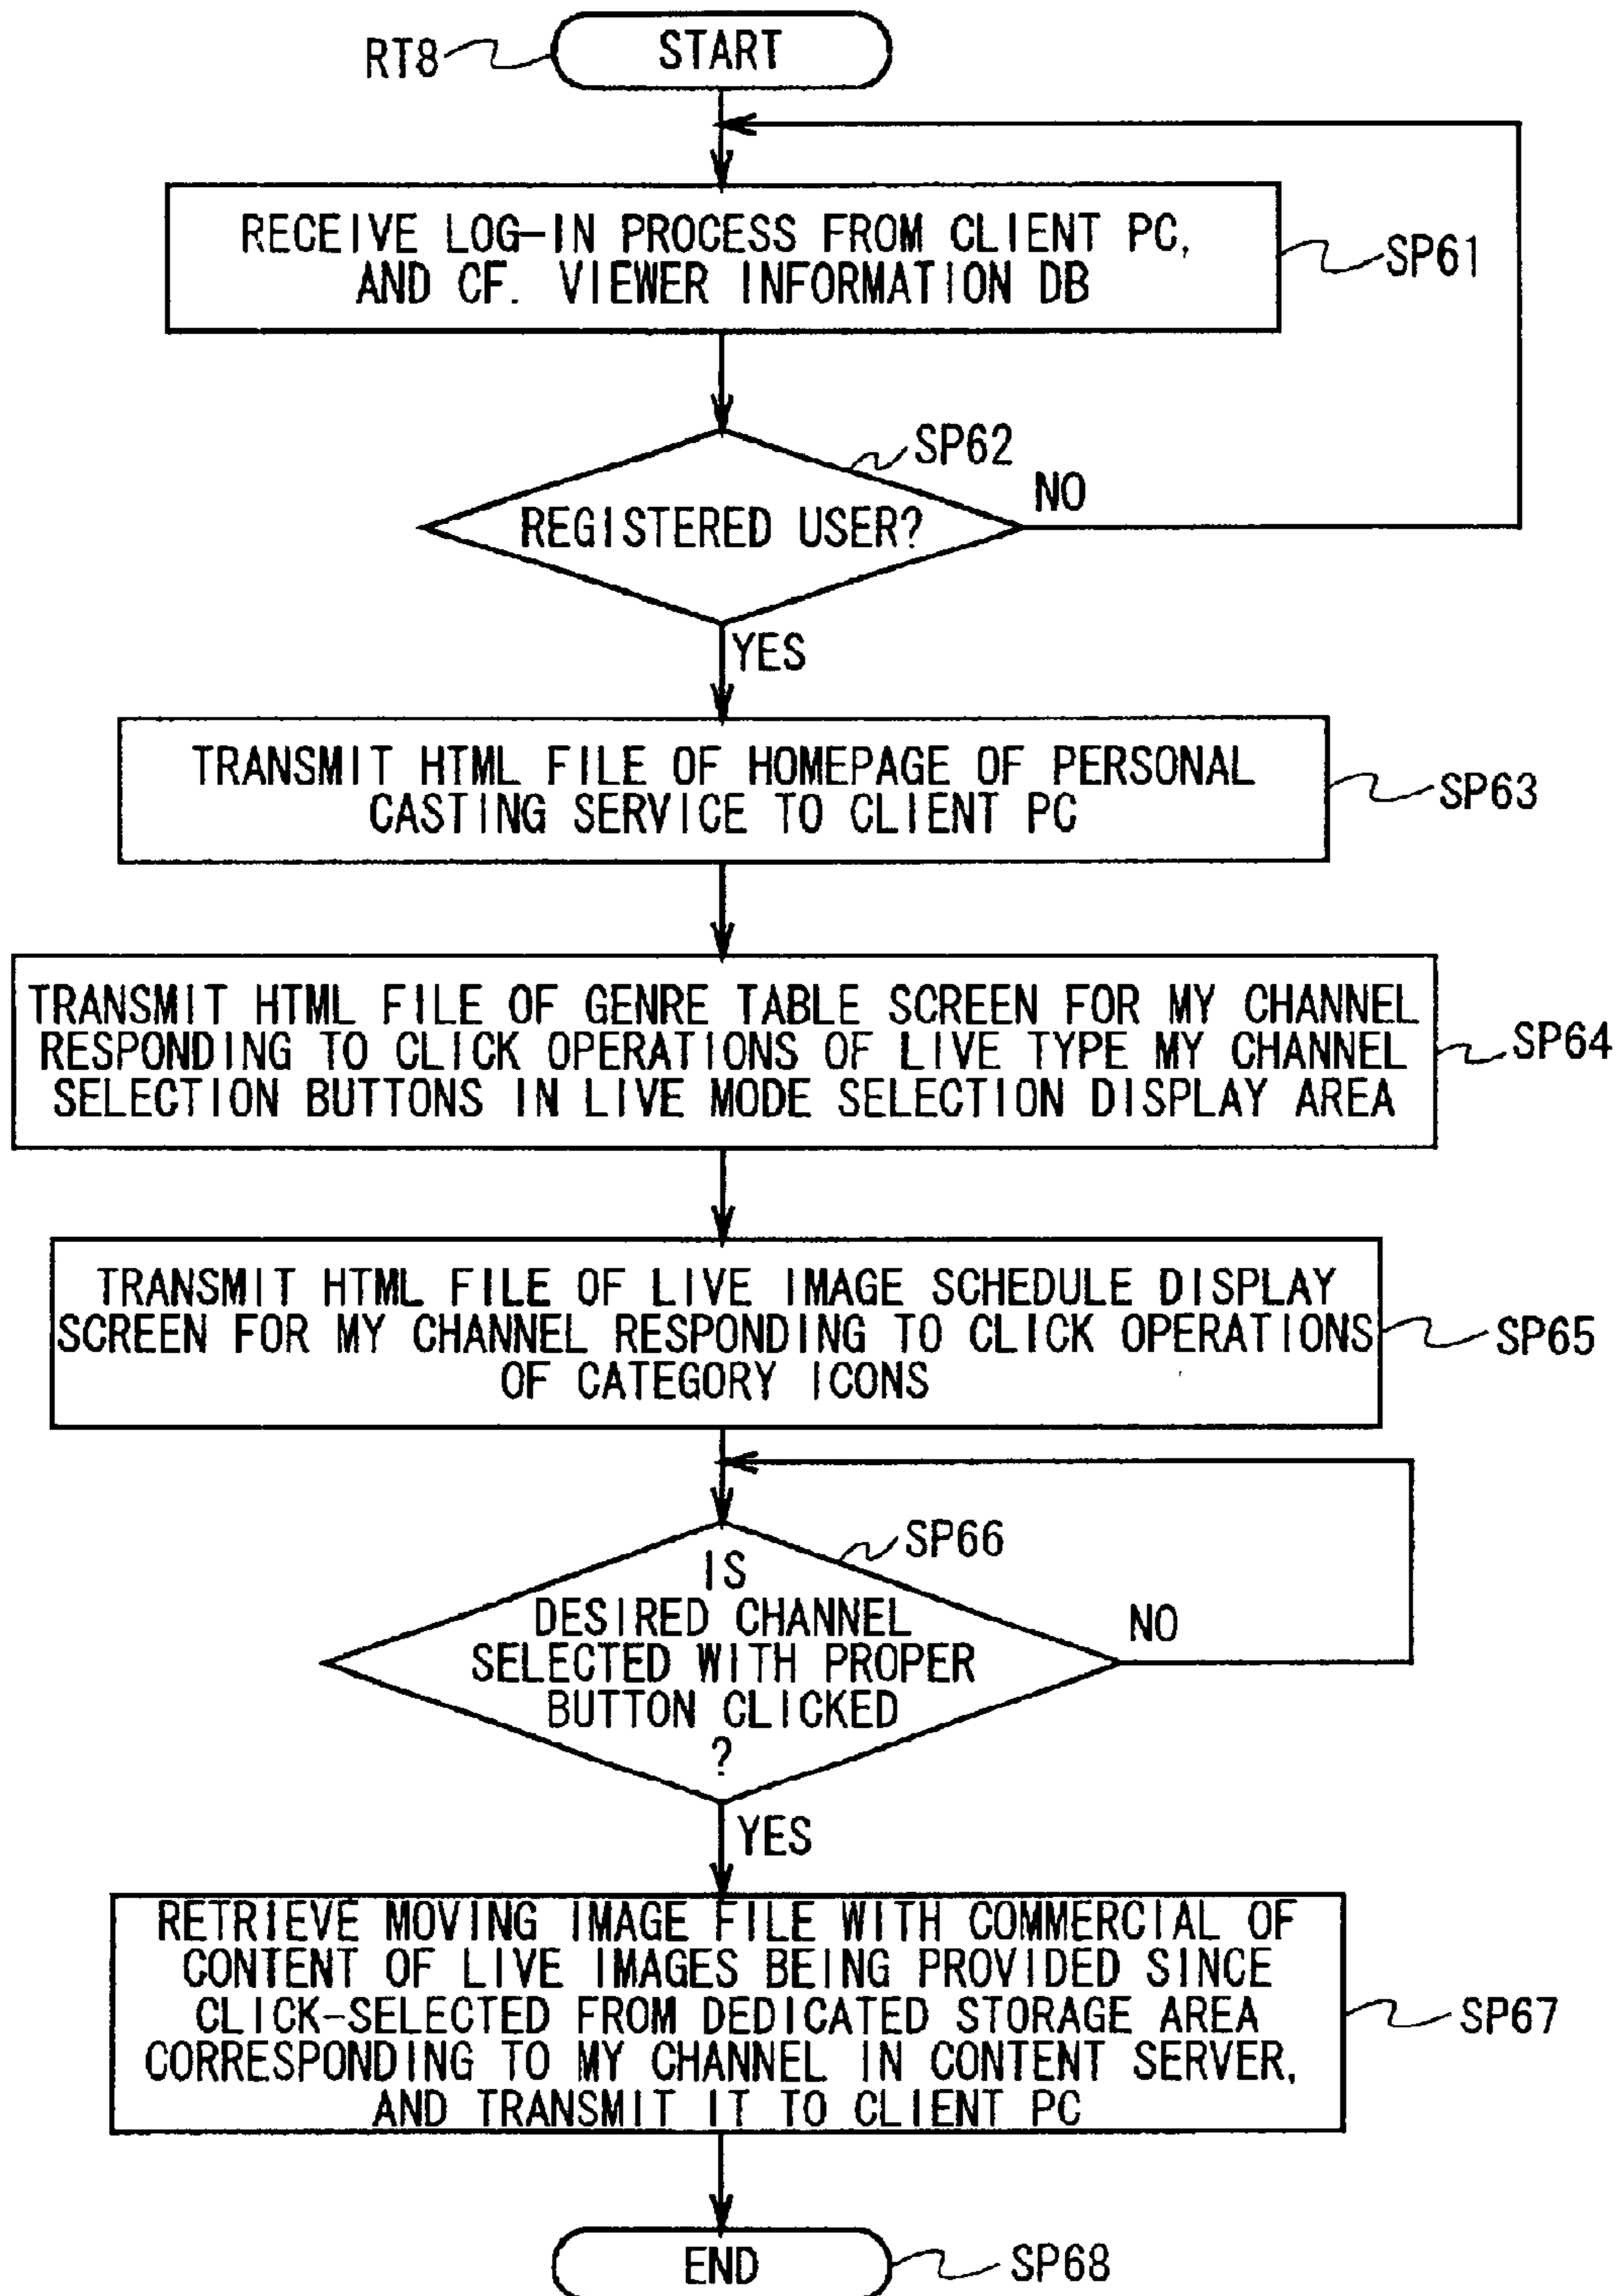 RT8
START
RECEIVE LOG-IN PROCESS FROM CLIENT PC,
AND CF. VIEWER INFORMATION DB
SP61
SP62
REGISTERED USER?
NO
YES
TRANSMIT HTML FILE OF HOMEPAGE OF PERSONAL
CASTING SERVICE TO CLIENT PC
SP63
TRANSMIT HTML FILE OF GENRE TABLE SCREEN FOR MY CHANNEL
RESPONDING TO CLICK OPERATIONS OF LIVE TYPE MY CHANNEL
SELECTION BUTTONS IN LIVE MODE SELECTION DISPLAY AREA
SP64
TRANSMIT HTML FILE OF LIVE IMAGE SCHEDULE DISPLAY
SCREEN FOR MY CHANNEL RESPONDING TO CLICK OPERATIONS
OF CATEGORY ICONS
SP65
SP66
IS
DESIRED CHANNEL
SELECTED WITH PROPER
BUTTON CLICKED
?
NO
YES
RETRIEVE MOVING IMAGE FILE WITH COMMERCIAL OF
CONTENT OF LIVE IMAGES BEING PROVIDED SINCE
CLICK-SELECTED FROM DEDICATED STORAGE AREA
CORRESPONDING TO MY CHANNEL IN CONTENT SERVER,
AND TRANSMIT IT TO CLIENT PC
SP67
END
SP68